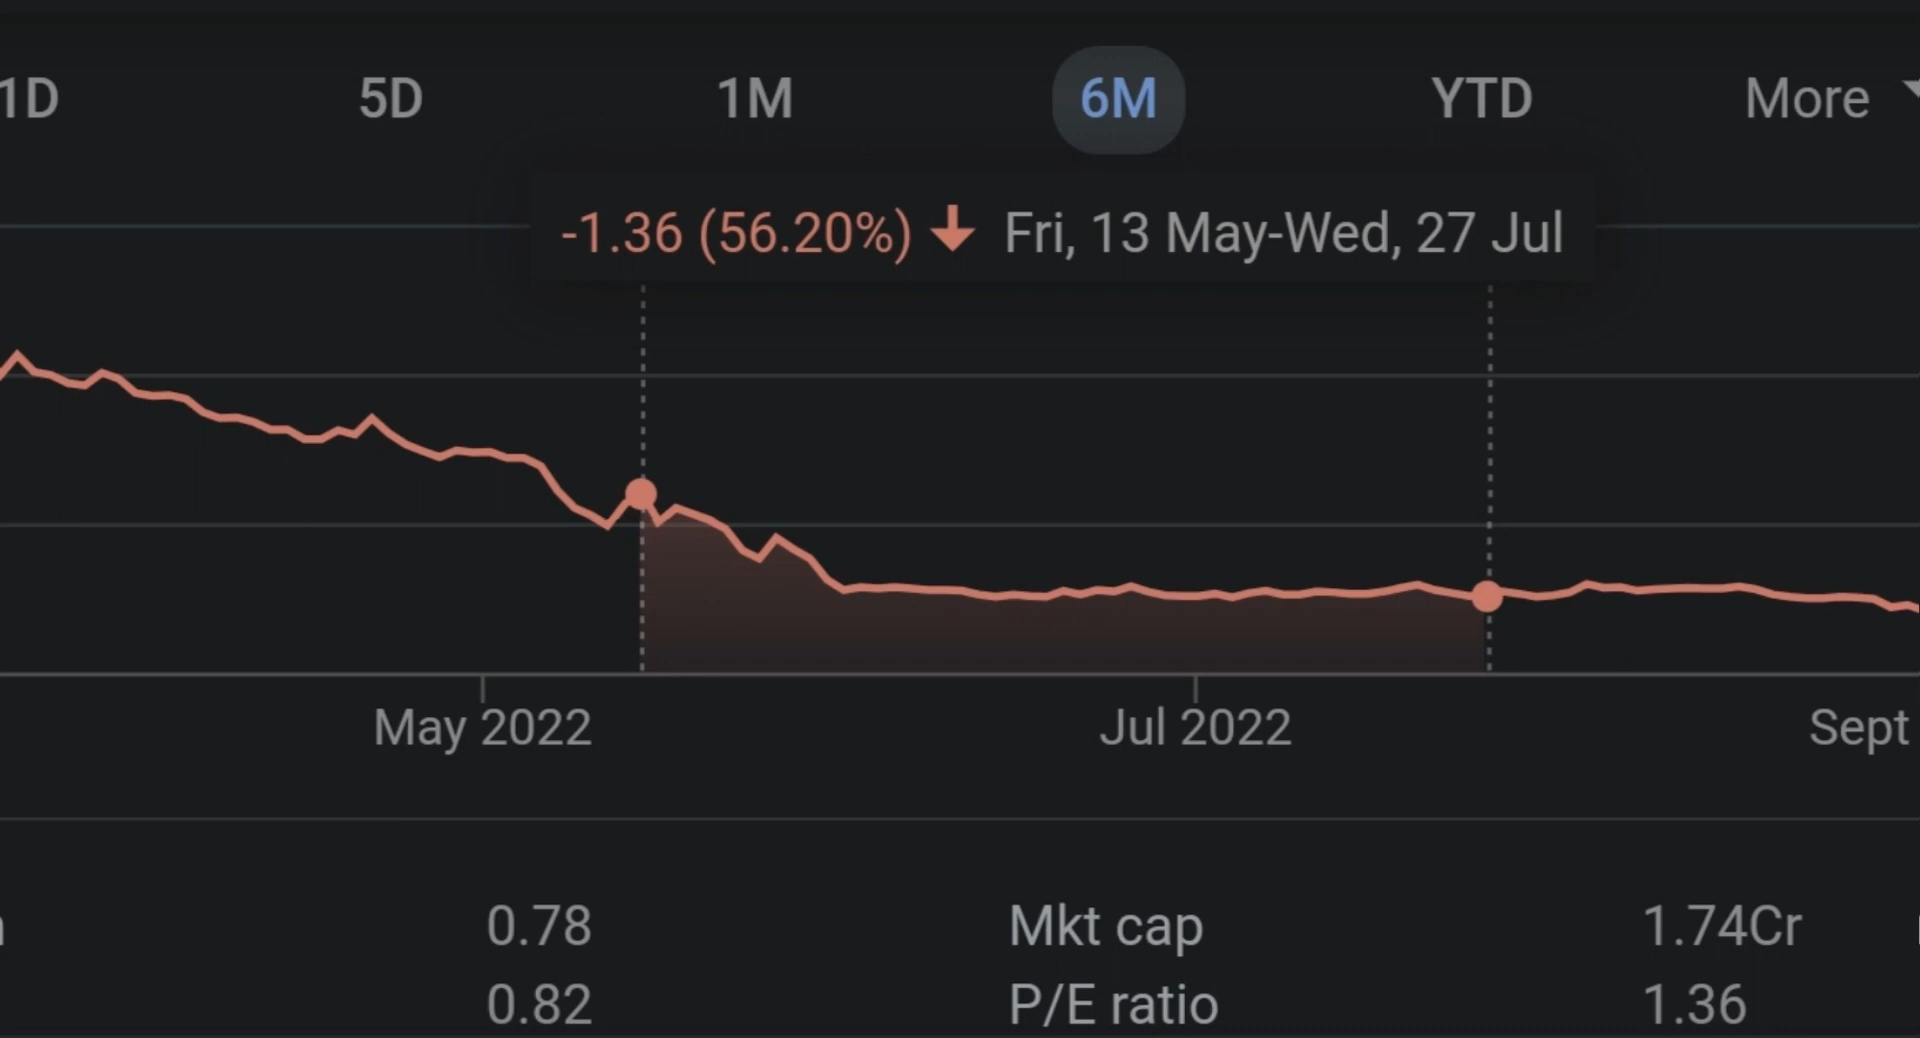 1D 5D 1M 6M YTD More
-1.36 (56.20%) Fri, 13 May-Wed, 27 Jul
May 2022 Jul 2022 Sept
0.78 Mkt cap 1.74Cr
0.82 P/E ratio 1.36